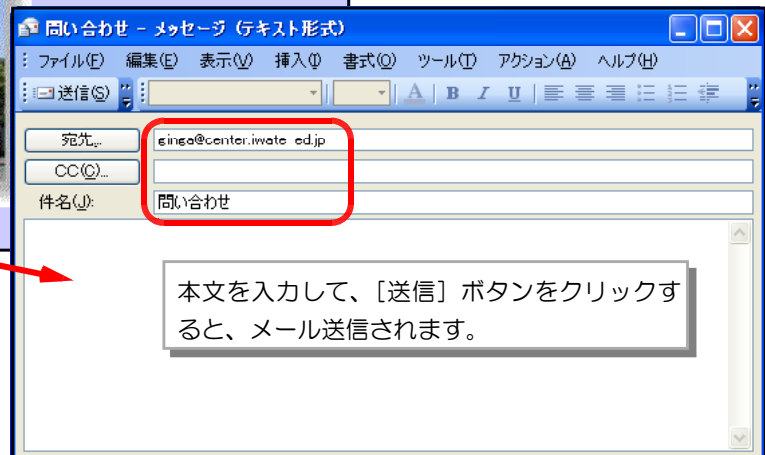 問い合わせ - メッセージ (テキスト形式)
ファイル(F) 編集(E) 表示(V) 挿入(I) 書式(O) ツール(T) アクション(A) ヘルプ(H)
送信(S) A B I U
宛先... ginga@center.iwate ed.jp
CC(C)...
件名(J): 問い合わせ
本文を入力して、[送信] ボタンをクリックす
ると、メール送信されます。